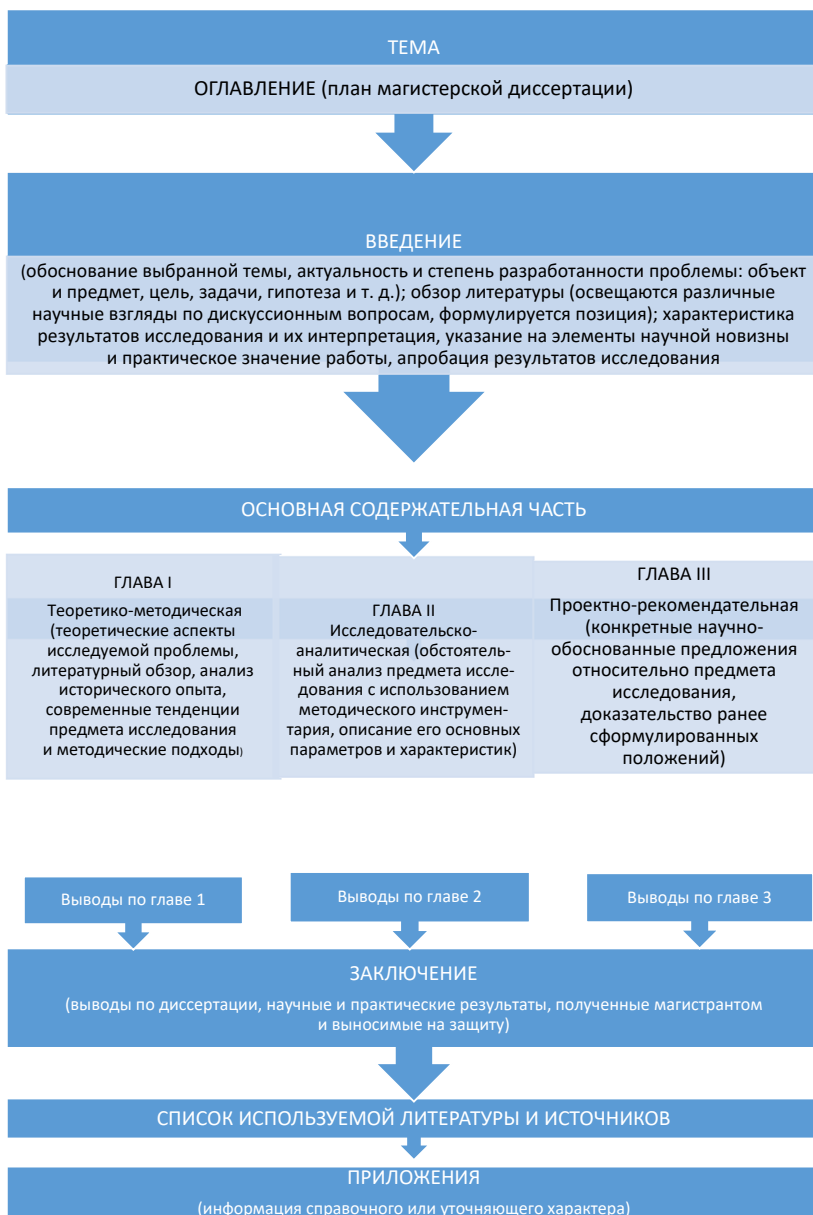 ТЕМА
ОГЛАВЛЕНИЕ (план магистерской диссертации)
ВВЕДЕНИЕ
(обоснование выбранной темы, актуальность и степень разработанности проблемы: объект
и предмет, цель, задачи, гипотеза и т. д.); обзор литературы (освещаются различные
научные взгляды по дискуссионным вопросам, формулируется позиция); характеристика
результатов исследования и их интерпретация, указание на элементы научной новизны
и практическое значение работы, апробация результатов исследования
ОСНОВНАЯ СОДЕРЖАТЕЛЬНАЯ ЧАСТЬ
ГЛАВА I
Теоретико-методическая
(теоретические аспекты
исследуемой проблемы,
литературный обзор, анализ
исторического опыта,
современные тенденции
предмета исследования
и методические подходы)
ГЛАВА II
Исследовательско-
аналитическая (обстоятель-
ный анализ предмета иссле-
дования с использованием
методического инструмен-
тария, описание его основных
параметров и характеристик)
ГЛАВА III
Проектно-рекомендательная
(конкретные научно-
обоснованные предложения
относительно предмета
исследования,
доказательство ранее
сформулированных
положений)
Выводы по главе 1
Выводы по главе 2
Выводы по главе 3
ЗАКЛЮЧЕНИЕ
(выводы по диссертации, научные и практические результаты, полученные магистрантом
и выносимые на защиту)
СПИСОК ИСПОЛЬЗУЕМОЙ ЛИТЕРАТУРЫ И ИСТОЧНИКОВ
ПРИЛОЖЕНИЯ
(информация справочного или уточняющего характера)